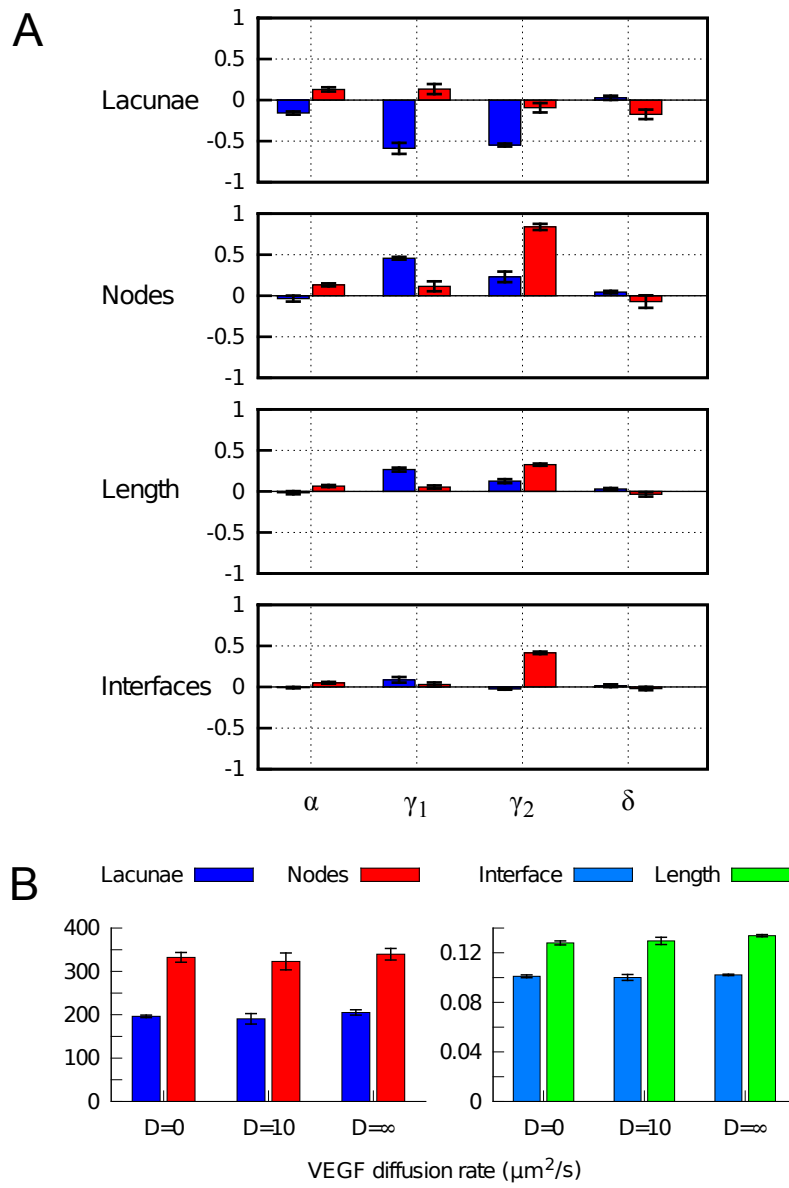 A
Lacunae
1
0.5
0
-0.5
-1
Nodes
1
0.5
0
-0.5
-1
Length
1
0.5
0
-0.5
-1
Interfaces
1
0.5
0
-0.5
-1
α γ₁ γ₂ δ
B
Lacunae Nodes Interface Length
400
300
200
100
0
D=0 D=10 D=∞
0.12
0.08
0.04
0
D=0 D=10 D=∞
VEGF diffusion rate (μm²/s)